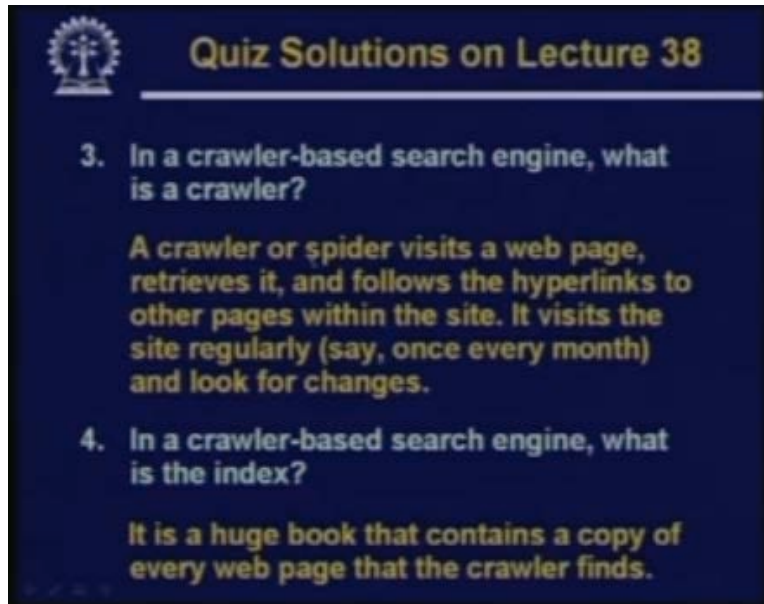 Quiz Solutions on Lecture 38
3. In a crawler-based search engine, what
is a crawler?
A crawler or spider visits a web page,
retrieves it, and follows the hyperlinks to
other pages within the site. It visits the
site regularly (say, once every month)
and look for changes.
4. In a crawler-based search engine, what
is the index?
It is a huge book that contains a copy of
every web page that the crawler finds.